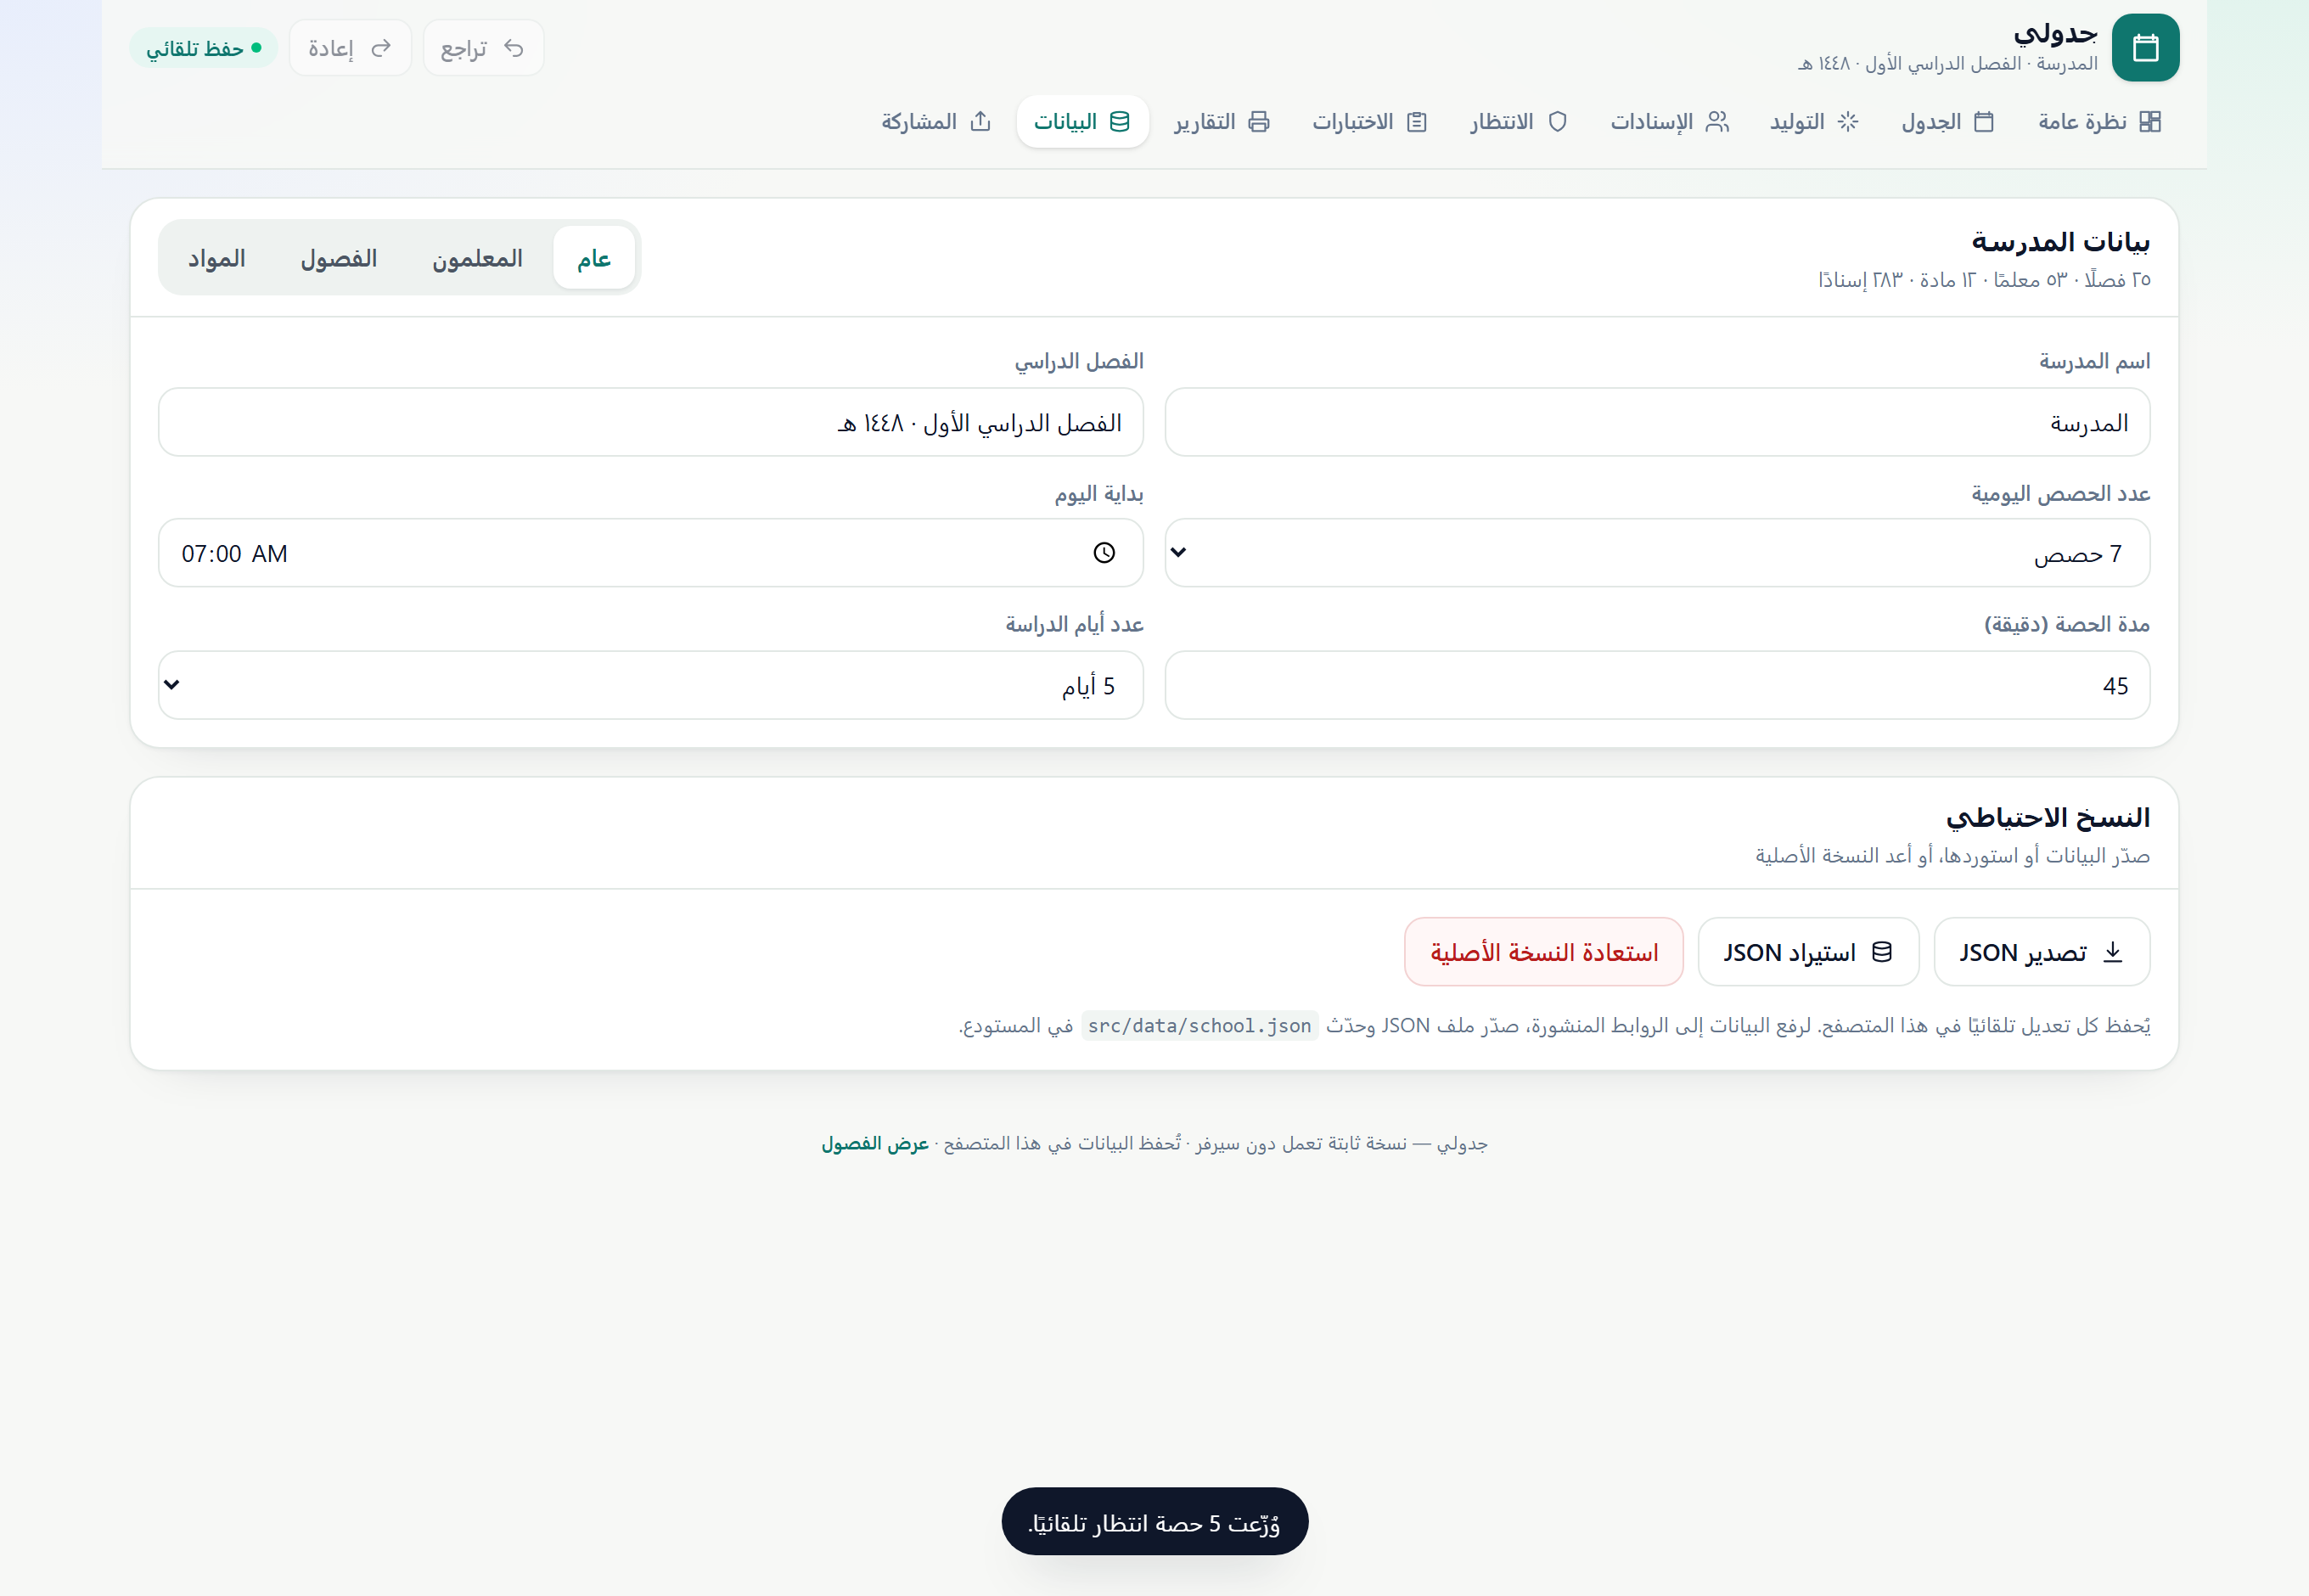 جدولي
المدرسة · الفصل الدراسي الأول · ١٤٤٨ هـ
تراجع
إعادة
حفظ تلقائي
نظرة عامة
الجدول
التوليد
الإسنادات
الانتظار
الاختبارات
التقارير
البيانات
المشاركة
بيانات المدرسة
٢٥ فصلًا · ٥٣ معلمًا · ١٢ مادة · ٢٨٣ إسنادًا
عام
المعلمون
الفصول
المواد
اسم المدرسة
المدرسة
الفصل الدراسي
الفصل الدراسي الأول · ١٤٤٨ هـ
عدد الحصص اليومية
7 حصص
بداية اليوم
07:00 AM
مدة الحصة (دقيقة)
45
عدد أيام الدراسة
5 أيام
النسخ الاحتياطي
صدّر البيانات أو استوردها، أو أعد النسخة الأصلية
تصدير JSON
استيراد JSON
استعادة النسخة الأصلية
يُحفظ كل تعديل تلقائيًا في هذا المتصفح. لرفع البيانات إلى الروابط المنشورة، صدّر ملف JSON وحدّث src/data/school.json في المستودع.
جدولي — نسخة ثابتة تعمل دون سيرفر · تُحفظ البيانات في هذا المتصفح · عرض الفصول
وُزّعت 5 حصة انتظار تلقائيًا.